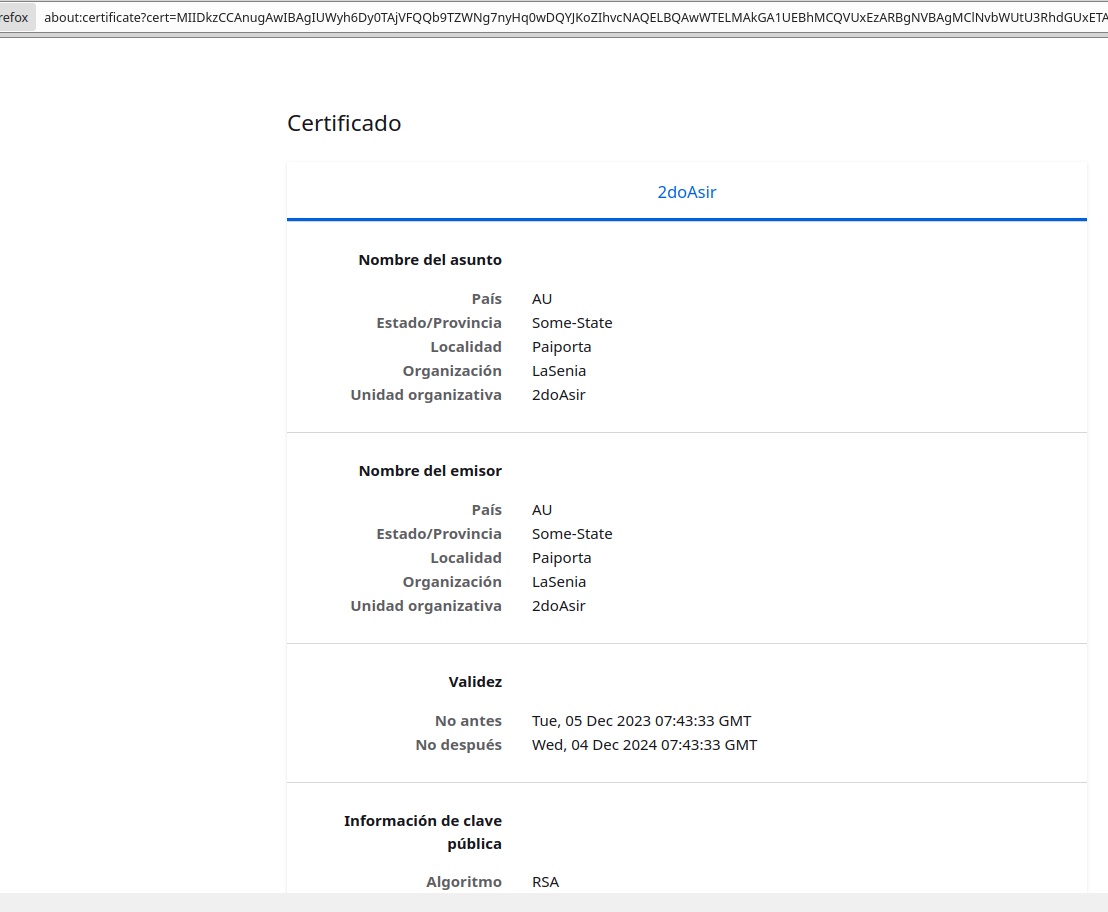 refox about:certificate?cert=MIIDkzCCAnugAwIBAgIUWyh6Dy0TAjVFQQb9TZWNg7nyHq0wDQYJKoZIhvcNAQELBQAwWTELMAkGA1UEBhMCQVUxEzARBgNVBAgMClNvbWUtU3RhdGUxETA
Certificado
2doAsir
Nombre del asunto
País AU
Estado/Provincia Some-State
Localidad Paiporta
Organización LaSenia
Unidad organizativa 2doAsir
Nombre del emisor
País AU
Estado/Provincia Some-State
Localidad Paiporta
Organización LaSenia
Unidad organizativa 2doAsir
Validez
No antes Tue, 05 Dec 2023 07:43:33 GMT
No después Wed, 04 Dec 2024 07:43:33 GMT
Información de clave
pública
Algoritmo RSA